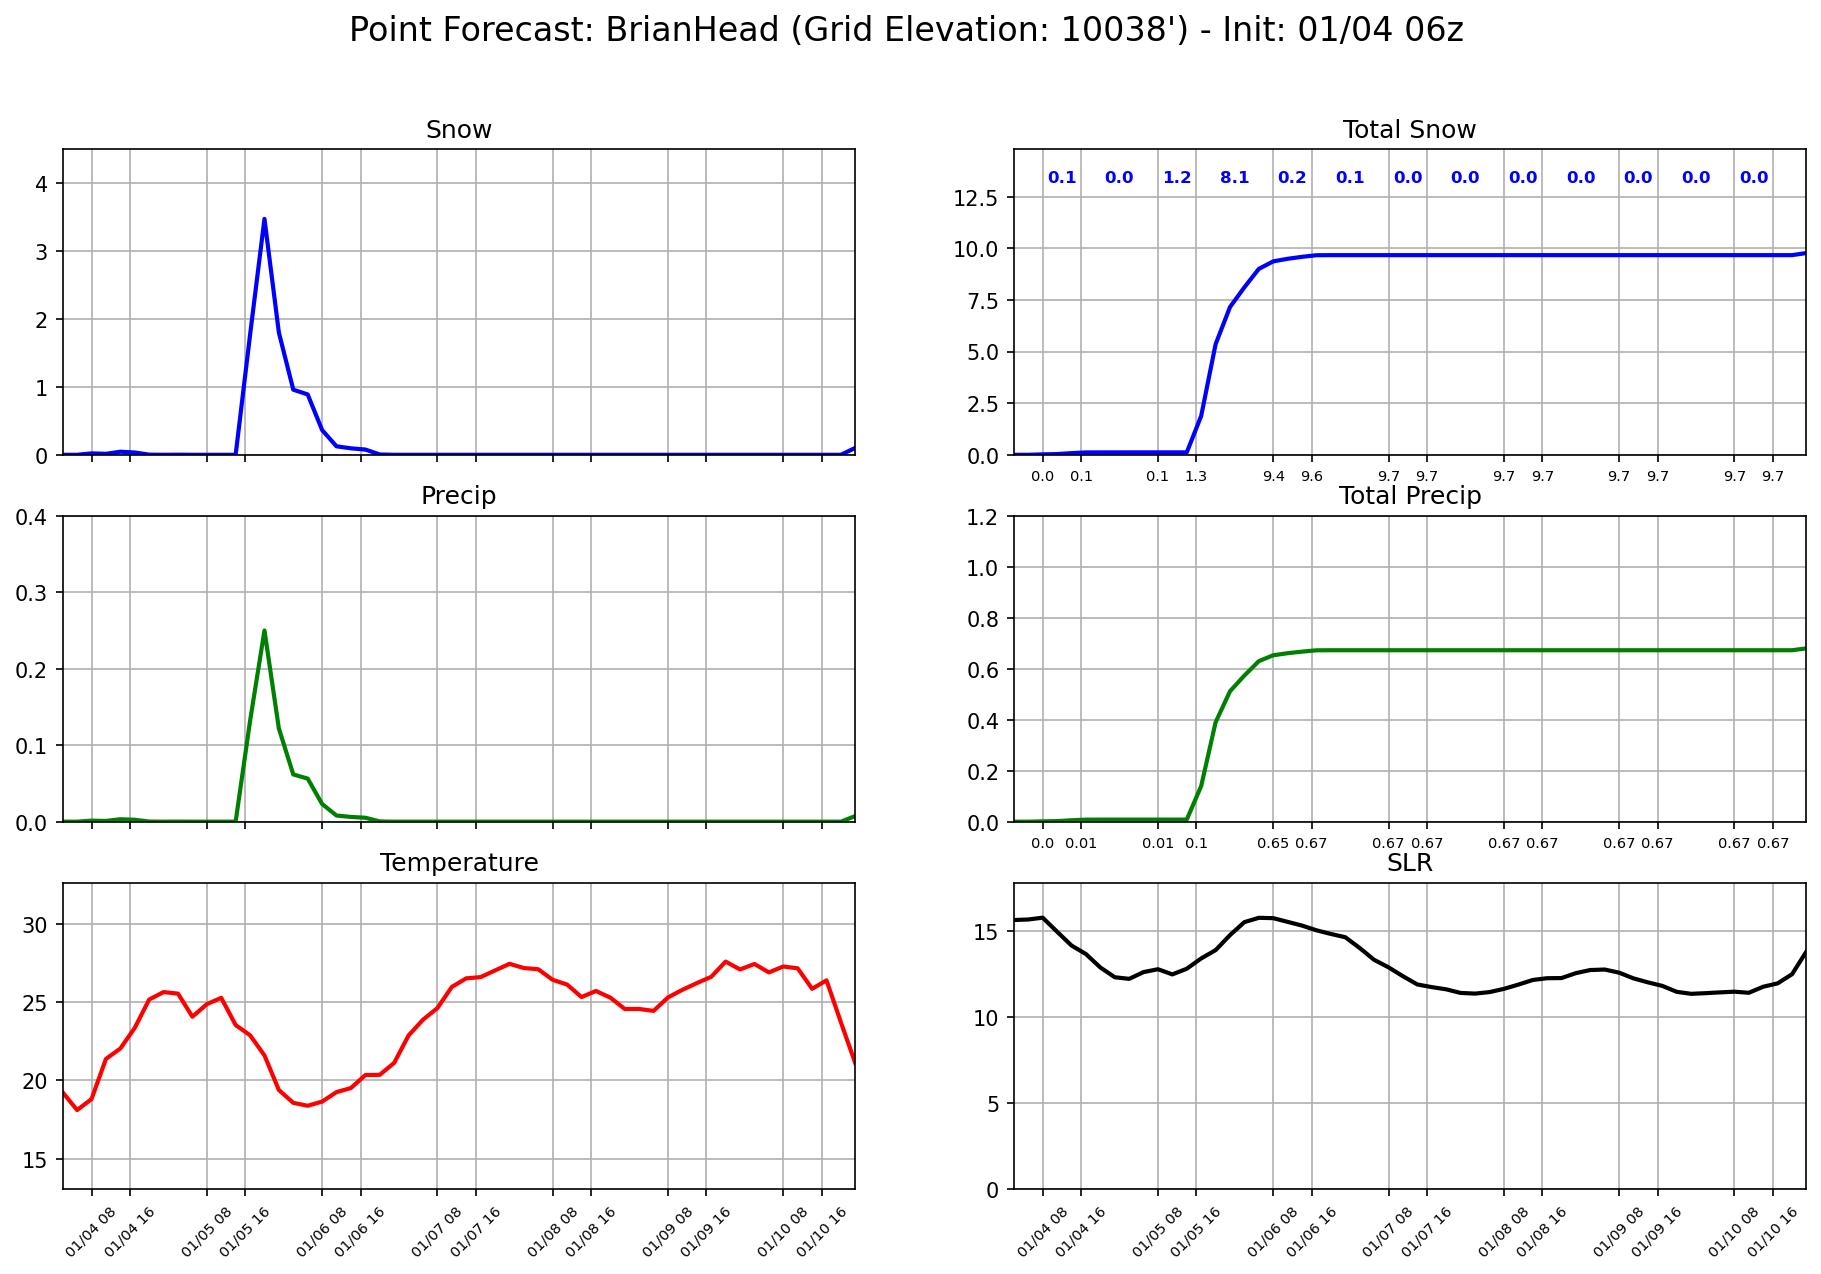 Point Forecast: BrianHead (Grid Elevation: 10038') - Init: 01/04 06z
Snow
4
3
2
1
0
Total Snow
0.1 0.0 1.2 8.1 0.2 0.1 0.0 0.0 0.0 0.0 0.0 0.0 0.0
12.5
10.0
7.5
5.0
2.5
0.0
0.0 0.1 0.1 1.3 9.4 9.6 9.7 9.7 9.7 9.7 9.7 9.7 9.7 9.7
Precip
0.4
0.3
0.2
0.1
0.0
Total Precip
1.2
1.0
0.8
0.6
0.4
0.2
0.0
0.0 0.01 0.01 0.1 0.65 0.67 0.67 0.67 0.67 0.67 0.67 0.67 0.67 0.67
Temperature
30
25
20
15
01/04 08 01/04 16 01/05 08 01/05 16 01/06 08 01/06 16 01/07 08 01/07 16 01/08 08 01/08 16 01/09 08 01/09 16 01/10 08 01/10 16
SLR
15
10
5
0
01/04 08 01/04 16 01/05 08 01/05 16 01/06 08 01/06 16 01/07 08 01/07 16 01/08 08 01/08 16 01/09 08 01/09 16 01/10 08 01/10 16